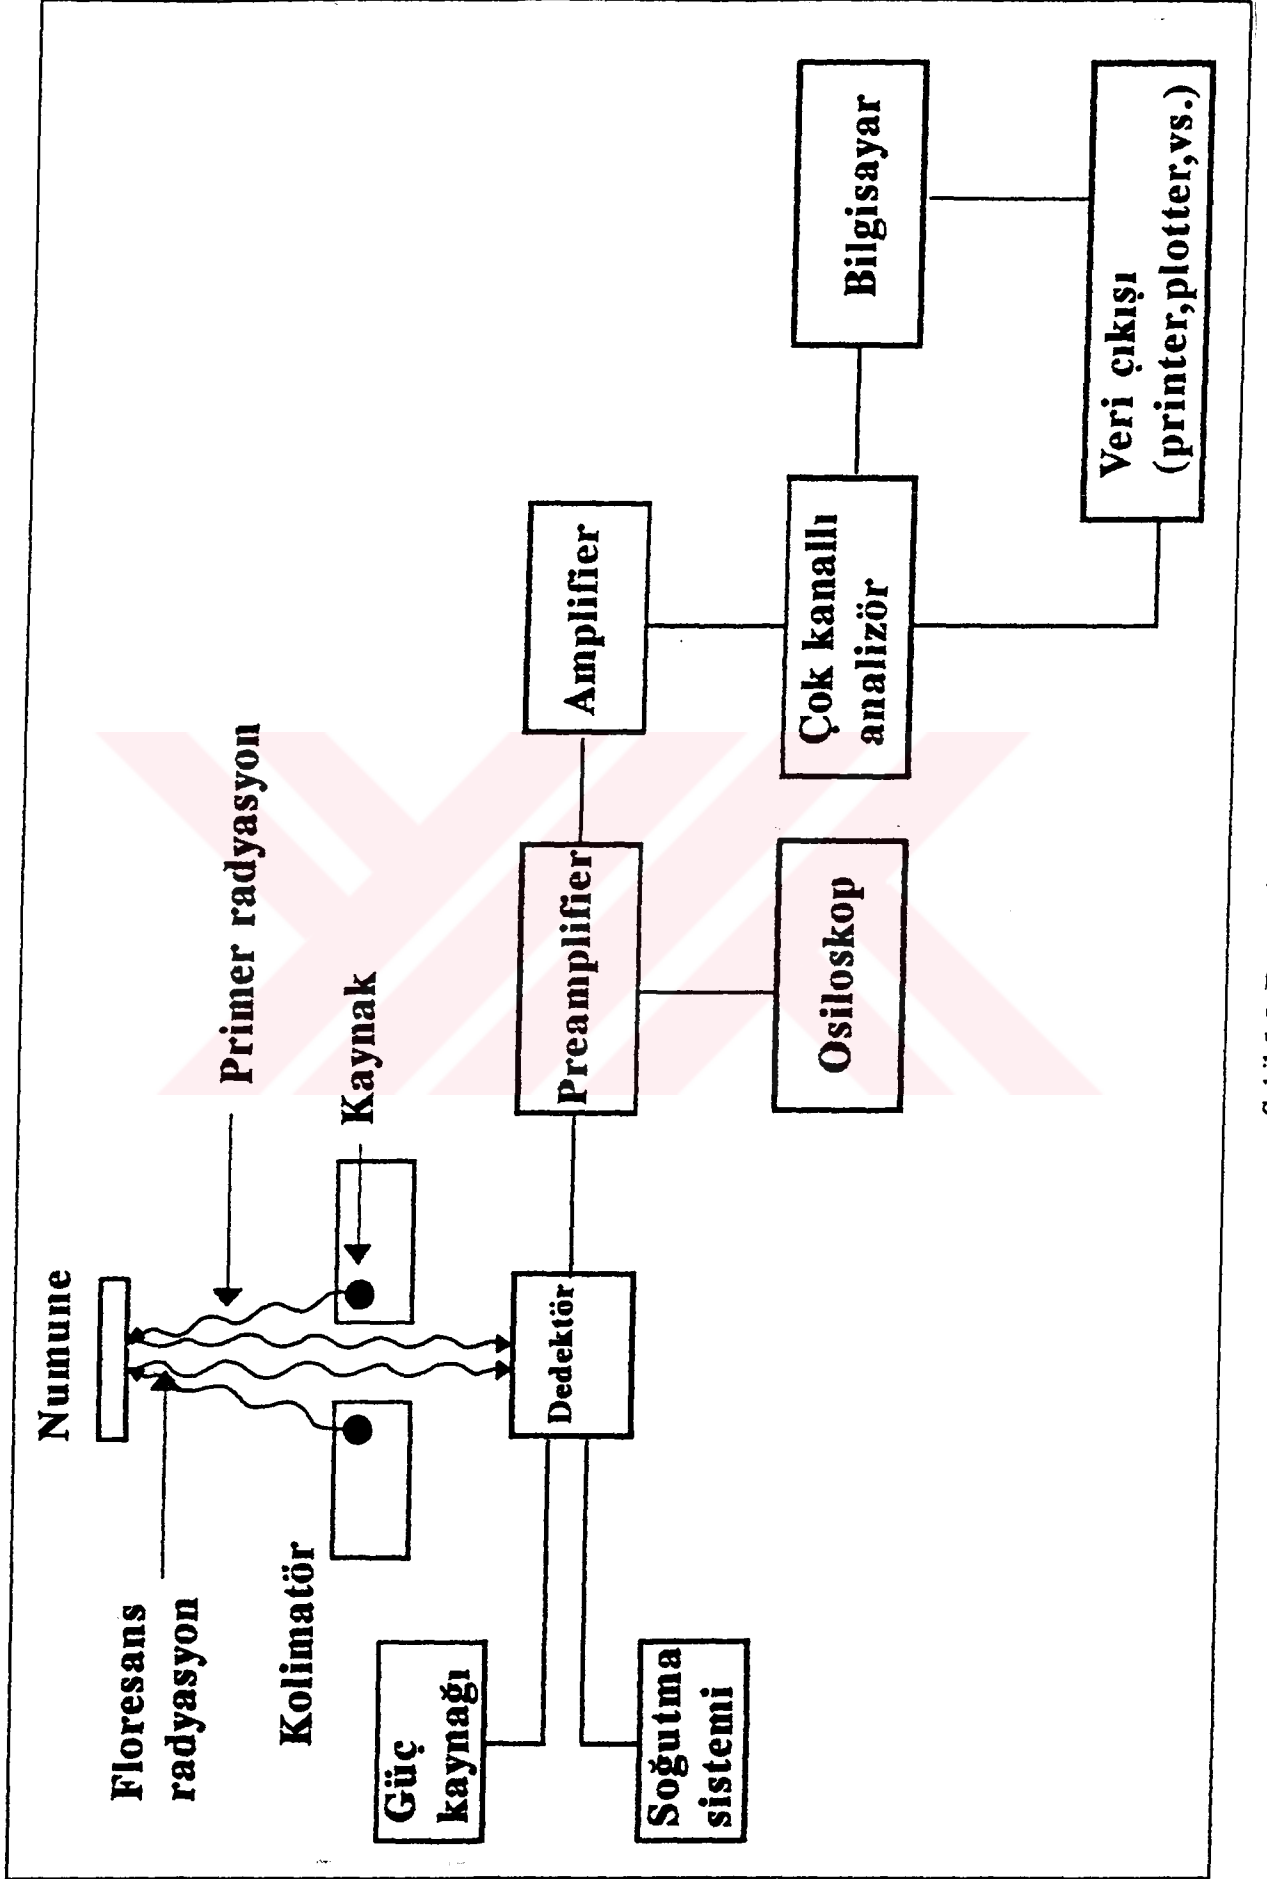 Numune
Floresans
radyasyon
Primer radyasyon
Kolimatör
Kaynak
Güç
kaynağı
Dedektör
Preamplifier
Amplifier
Soğutma
sistemi
Osiloskop
Çok kanallı
analizör
Bilgisayar
Veri çıkışı
(printer,plotter,vs.)